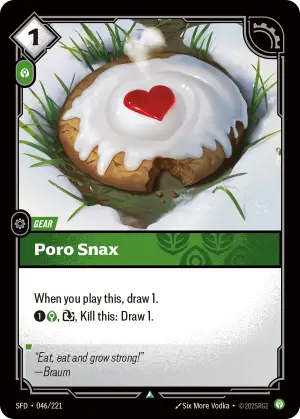 1
GEAR
Poro Snax
When you play this, draw 1.
1, , Kill this: Draw 1.
“Eat, eat and grow strong!”
—Braum
SFD • 046/221
Six More Vodka • ©2025RGI